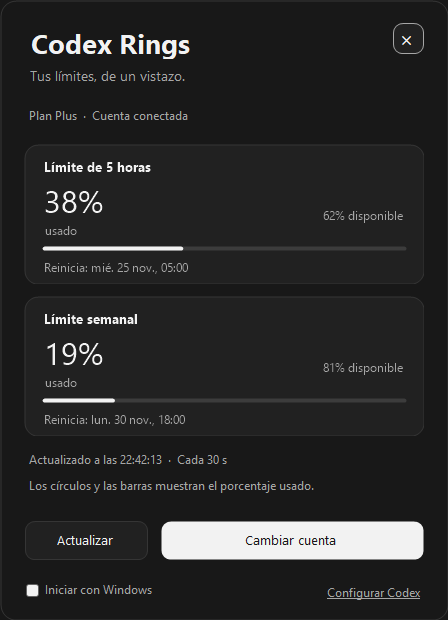 Codex Rings
Tus límites, de un vistazo.
Plan Plus · Cuenta conectada
Límite de 5 horas
38%
62% disponible
usado
Reinicia: mié. 25 nov., 05:00
Límite semanal
19%
81% disponible
usado
Reinicia: lun. 30 nov., 18:00
Actualizado a las 22:42:13 · Cada 30 s
Los círculos y las barras muestran el porcentaje usado.
Actualizar
Cambiar cuenta
Iniciar con Windows
Configurar Codex